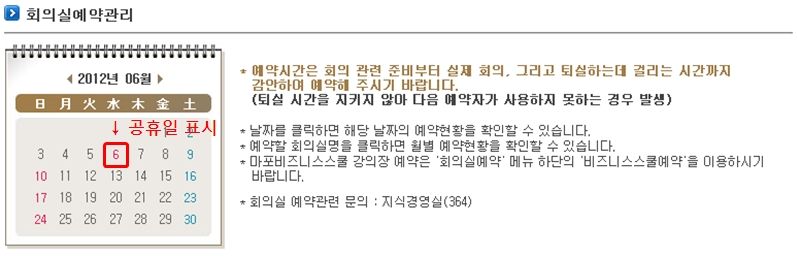 회의실예약관리
2012년 06월
日 月 火 水 木 金 土
↓ 공휴일 표시
3 4 5 6 7 8 9
10 11 12 13 14 15 16
17 18 19 20 21 22 23
24 25 26 27 28 29 30
* 예약시간은 회의 관련 준비부터 실제 회의, 그리고 퇴실하는데 걸리는 시간까지
감안하여 예약해 주시기 바랍니다.
(퇴실 시간을 지키지 않아 다음 예약자가 사용하지 못하는 경우 발생)
* 날짜를 클릭하면 해당 날짜의 예약현황을 확인할 수 있습니다.
* 예약할 회의실명을 클릭하면 월별 예약현황을 확인할 수 있습니다.
* 마포비즈니스스쿨 강의장 예약은 '회의실예약' 메뉴 하단의 '비즈니스스쿨예약'을 이용하시기
바랍니다.
* 회의실 예약관련 문의 : 지식경영실(364)